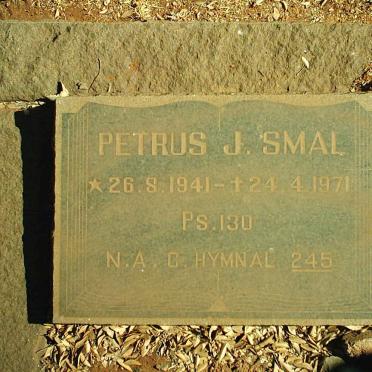 PETRUS J. SMAL
★ 26.8.1941 - ✝ 24.4.1971
PS.130
N.A.C. HYMNAL 245